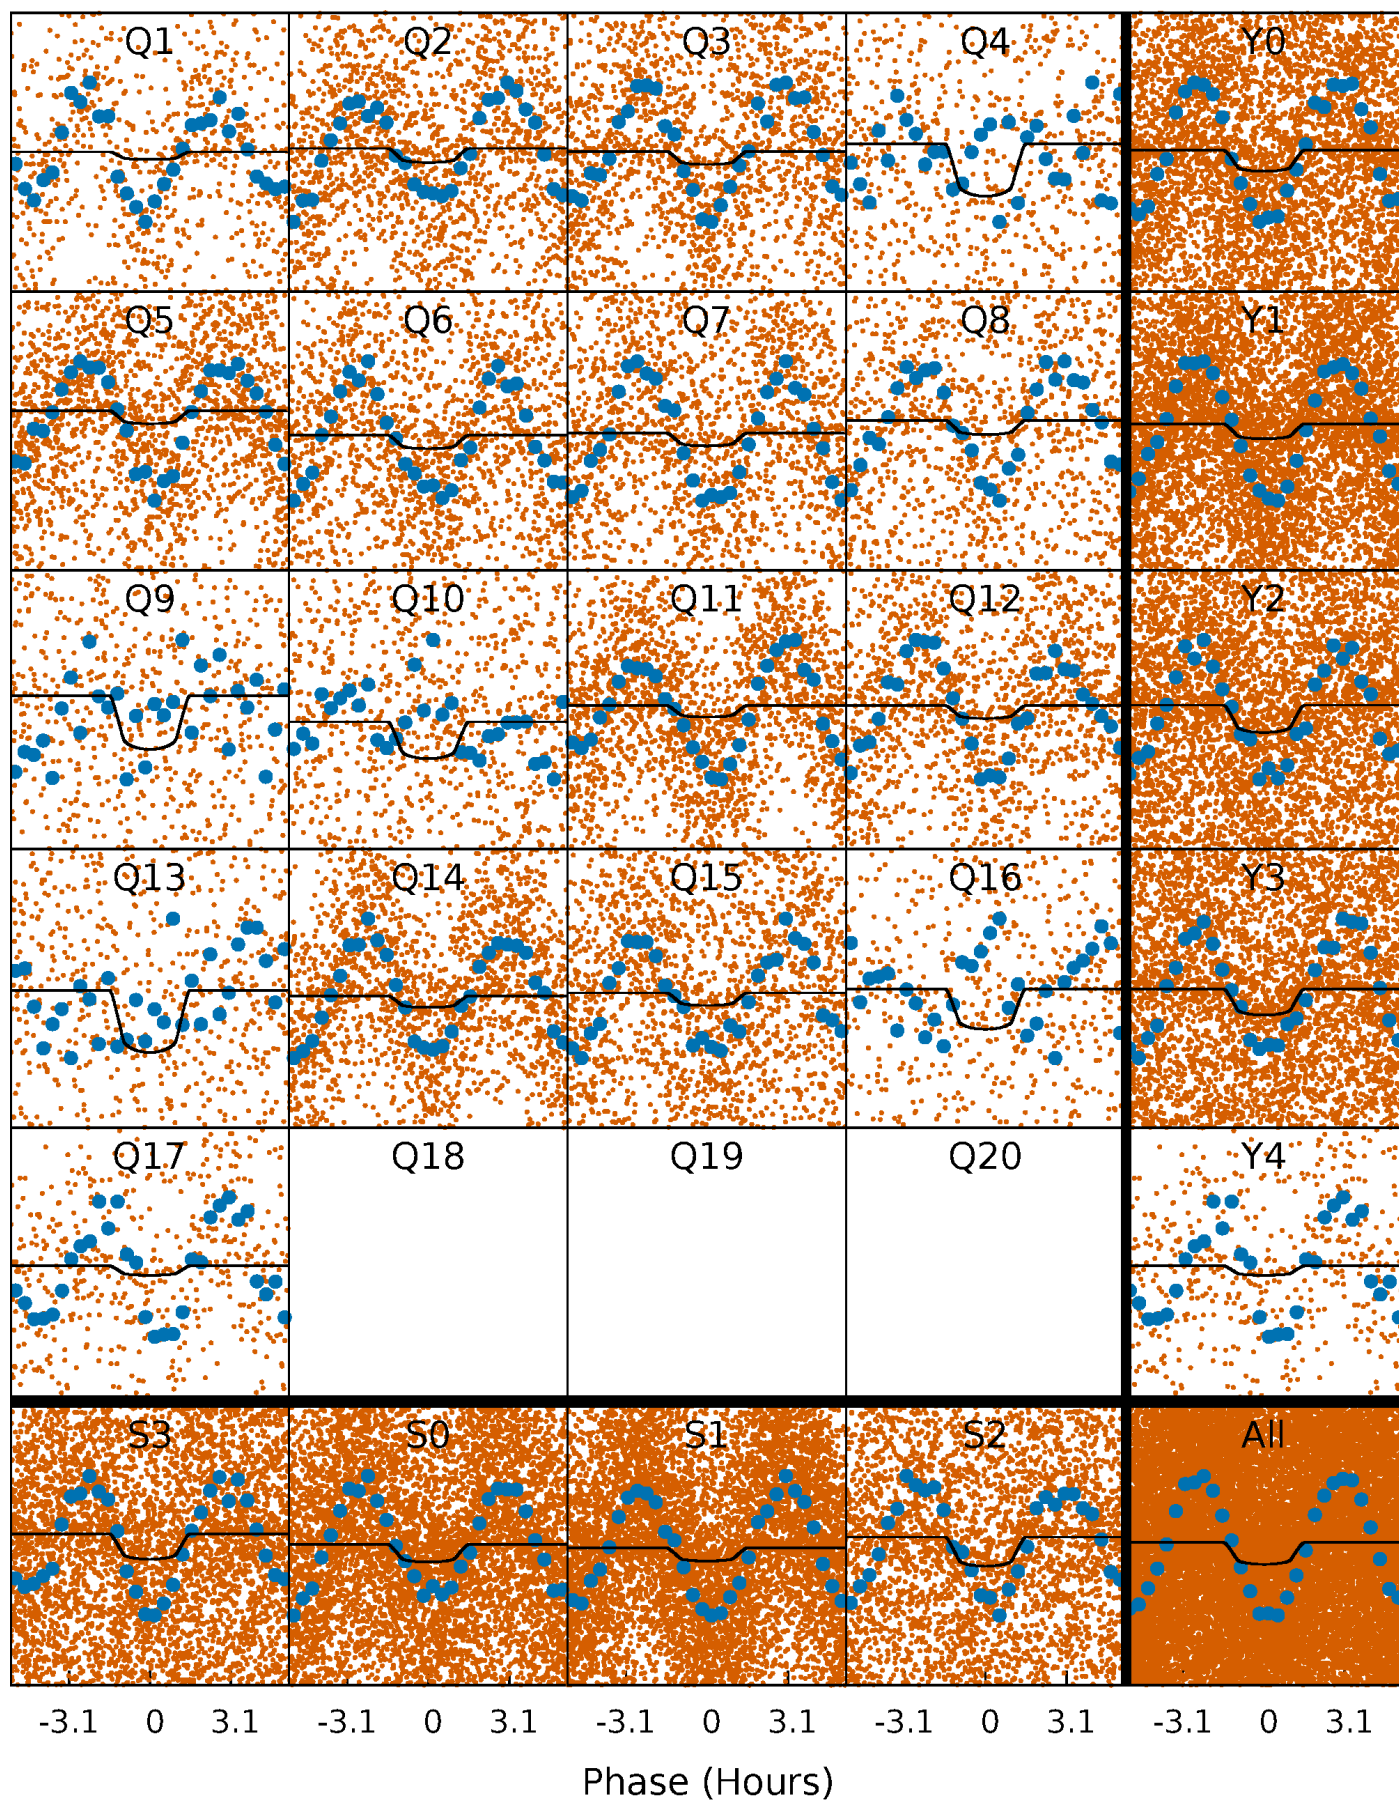 Q1 Q2 Q3 Q4 Y0
Q5 Q6 Q7 Q8 Y1
Q9 Q10 Q11 Q12 Y2
Q13 Q14 Q15 Q16 Y3
Q17 Q18 Q19 Q20 Y4
S3 S0 S1 S2 All
-3.1 0 3.1 -3.1 0 3.1 -3.1 0 3.1 -3.1 0 3.1 -3.1 0 3.1
Phase (Hours)